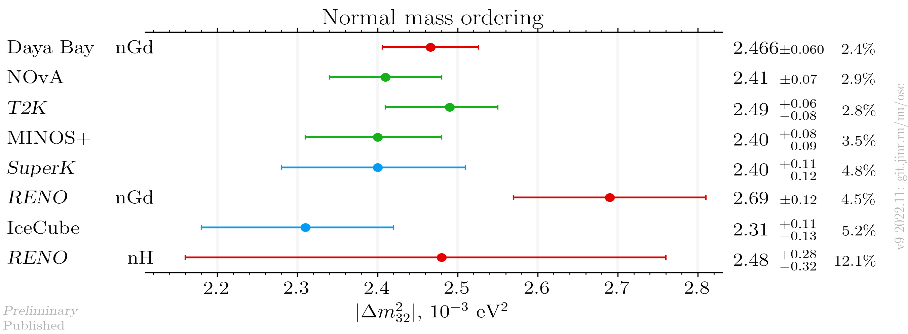 Normal mass ordering
Daya Bay nGd 2.466±0.060 2.4%
NOvA 2.41 ±0.07 2.9%
T2K 2.49 +0.06 −0.08 2.8%
MINOS+ 2.40 +0.08 0.09 3.5%
SuperK 2.40 +0.11 0.12 4.8%
RENO nGd 2.69 ±0.12 4.5%
IceCube 2.31 +0.11 −0.13 5.2%
RENO nH 2.48 +0.28 −0.32 12.1%
2.2 2.3 2.4 2.5 2.6 2.7 2.8
|Δm²₃₂|, 10⁻³ eV²
Preliminary
Published
v9 2022.11: git.jinr.ru/nu/osc